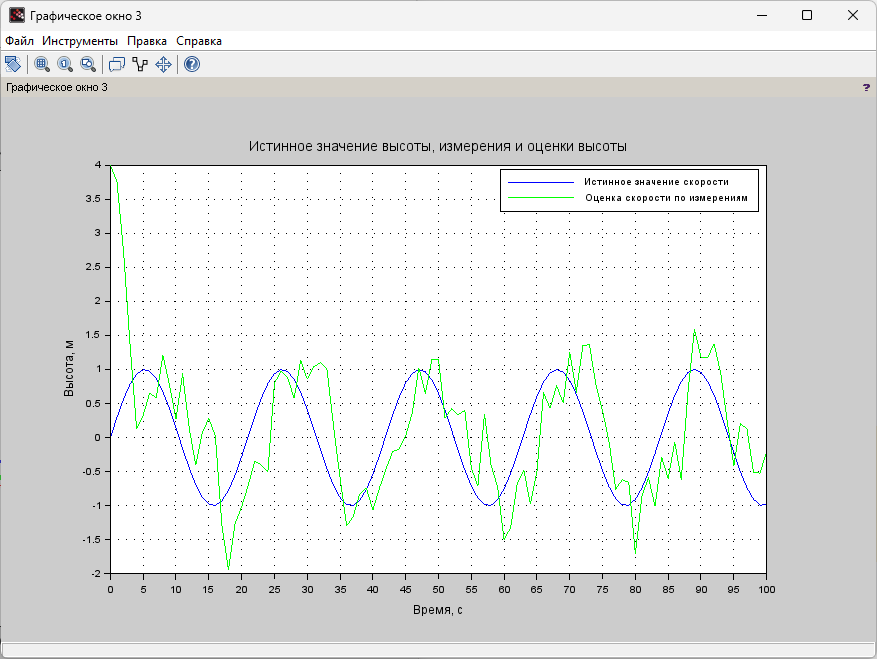 Графическое окно 3
Файл Инструменты Правка Справка
Графическое окно 3 ?
Истинное значение высоты, измерения и оценки высоты
Истинное значение скорости
Оценка скорости по измерениям
4
3.5
3
2.5
2
1.5
1
0.5
0
-0.5
-1
-1.5
-2
Высота, м
0 5 10 15 20 25 30 35 40 45 50 55 60 65 70 75 80 85 90 95 100
Время, с